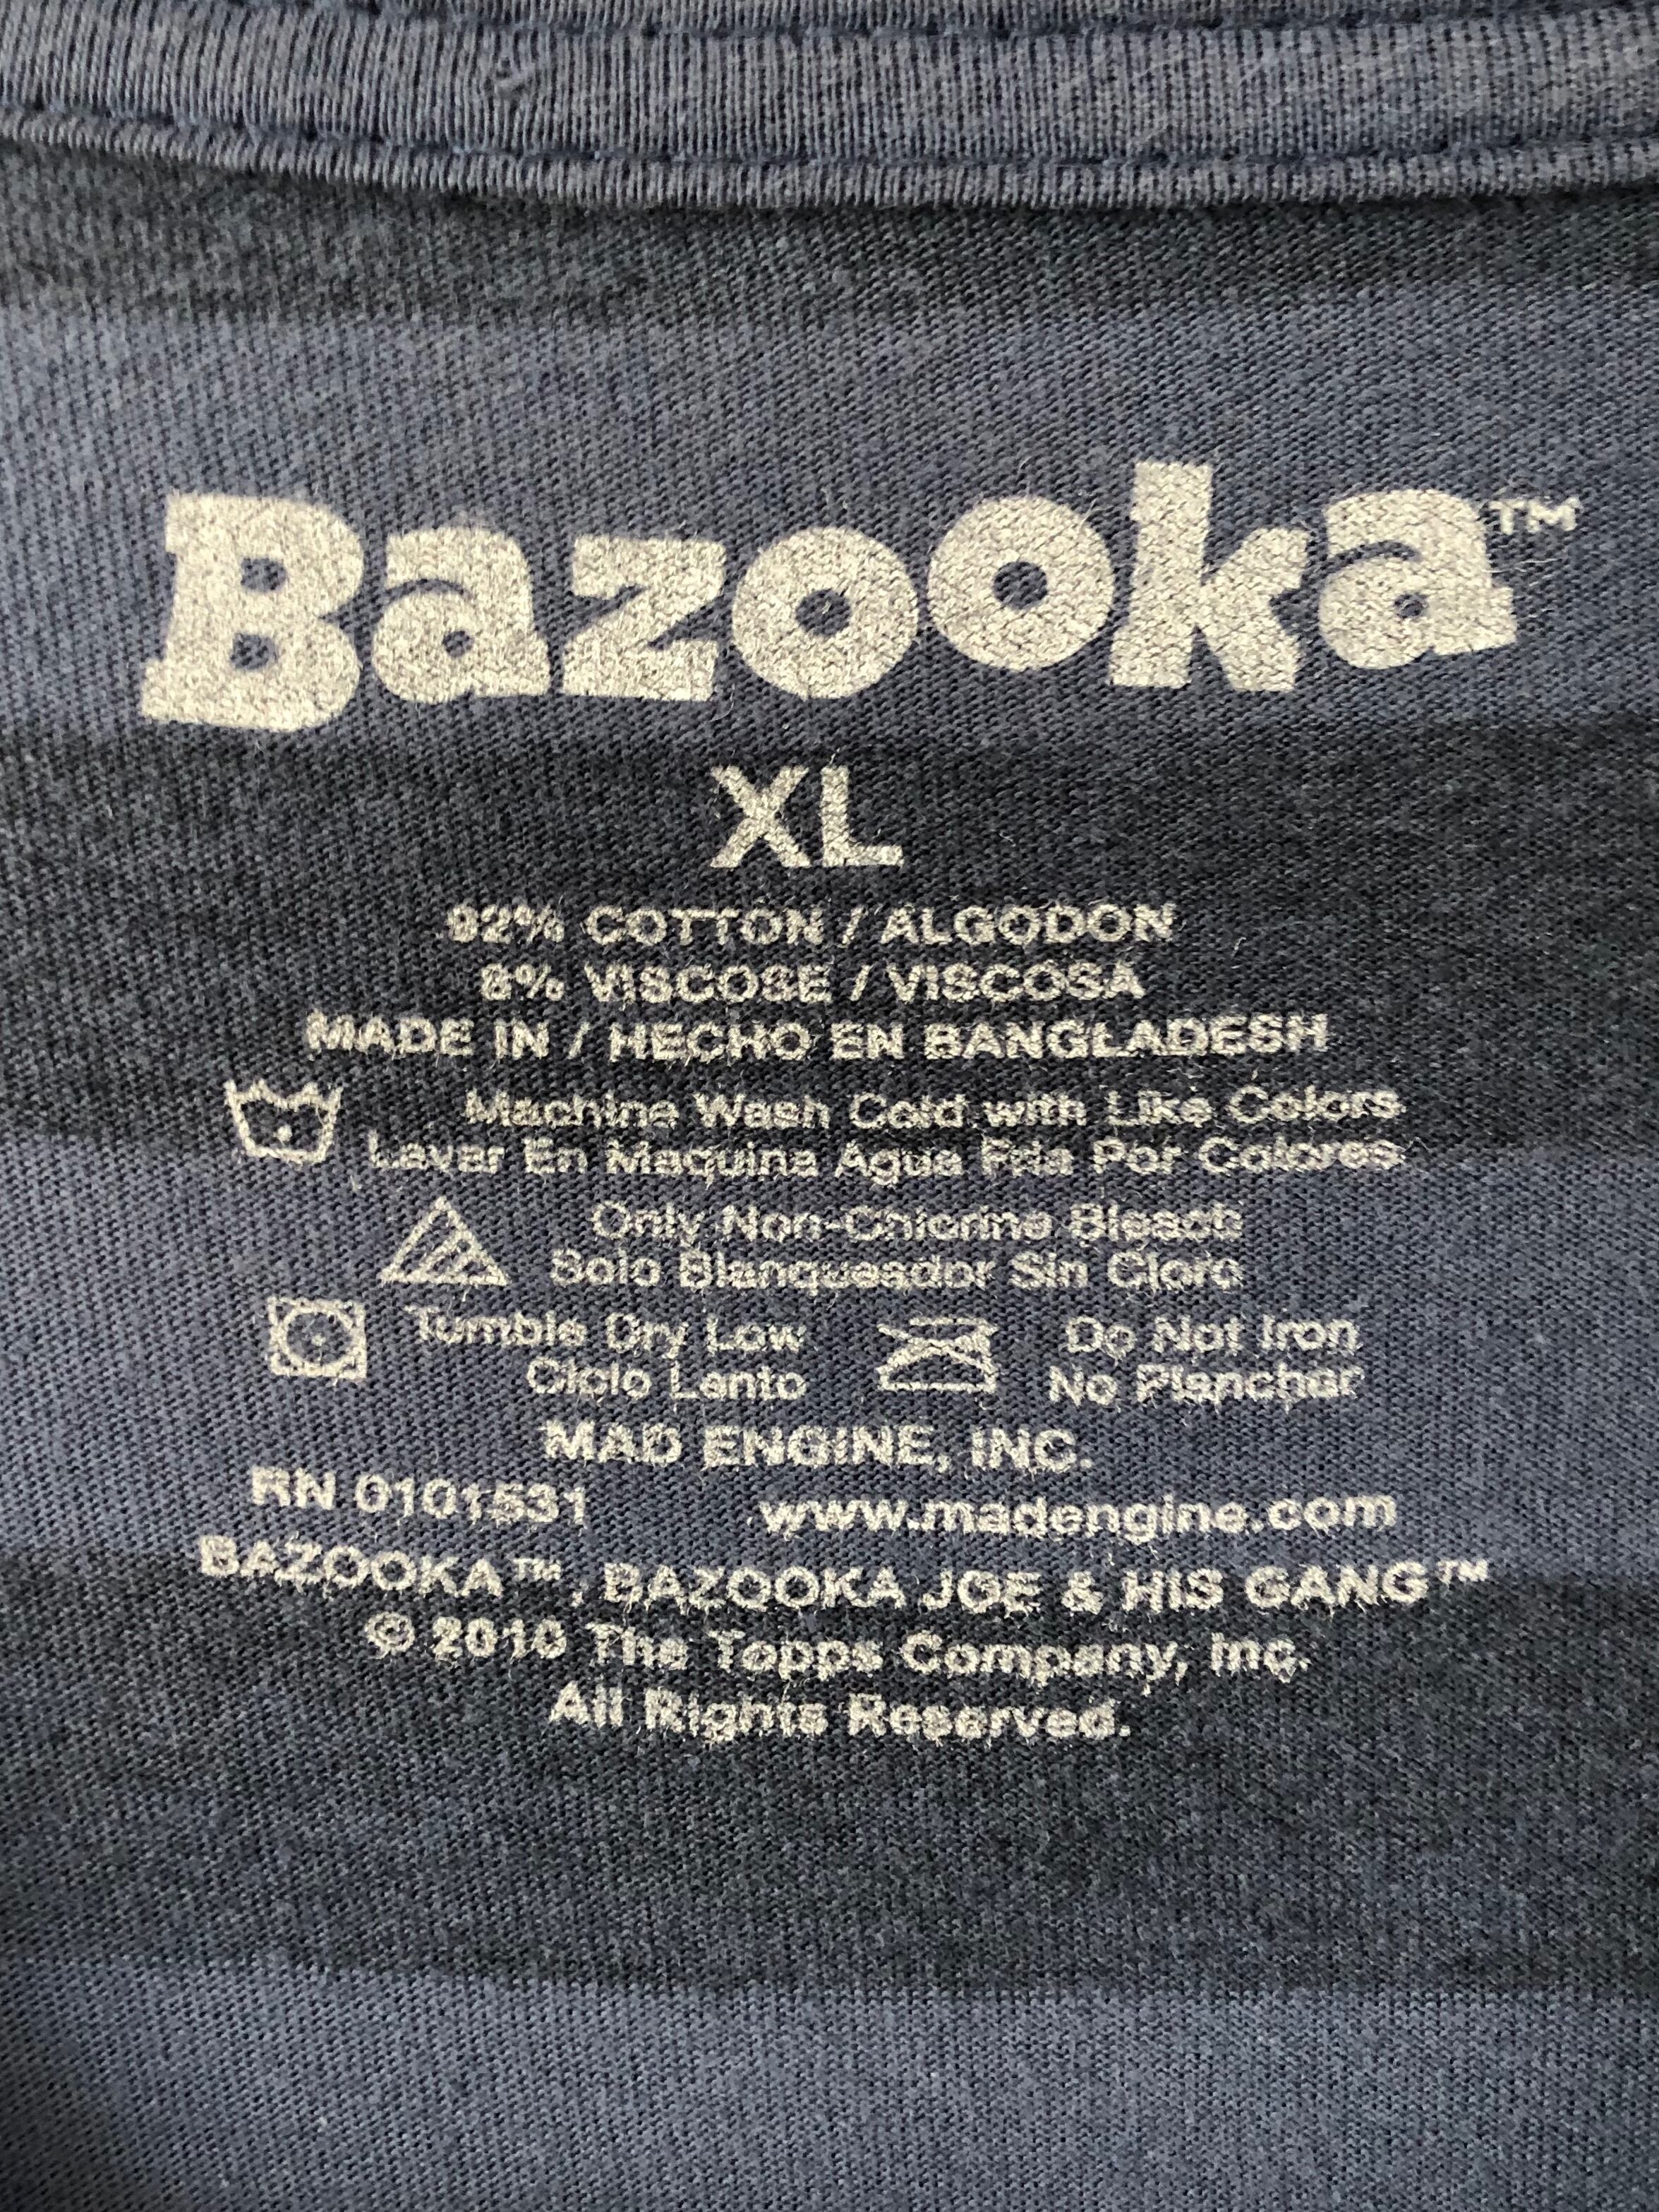 Bazooka™
XL
92% COTTON / ALGODON
8% VISCOSE / VISCOSA
MADE IN / HECHO EN BANGLADESH
Machine Wash Cold with Like Colors
Lavar En Maquina Agua Fria Por Colores
Only Non-Chlorine Bleach
Solo Blanqueador Sin Cloro
Tumble Dry Low
Ciclo Lento
Do Not Iron
No Planchar
MAD ENGINE, INC.
RN 0101531 www.madengine.com
BAZOOKA™, BAZOOKA JOE & HIS GANG™
© 2010 The Topps Company, Inc.
All Rights Reserved.